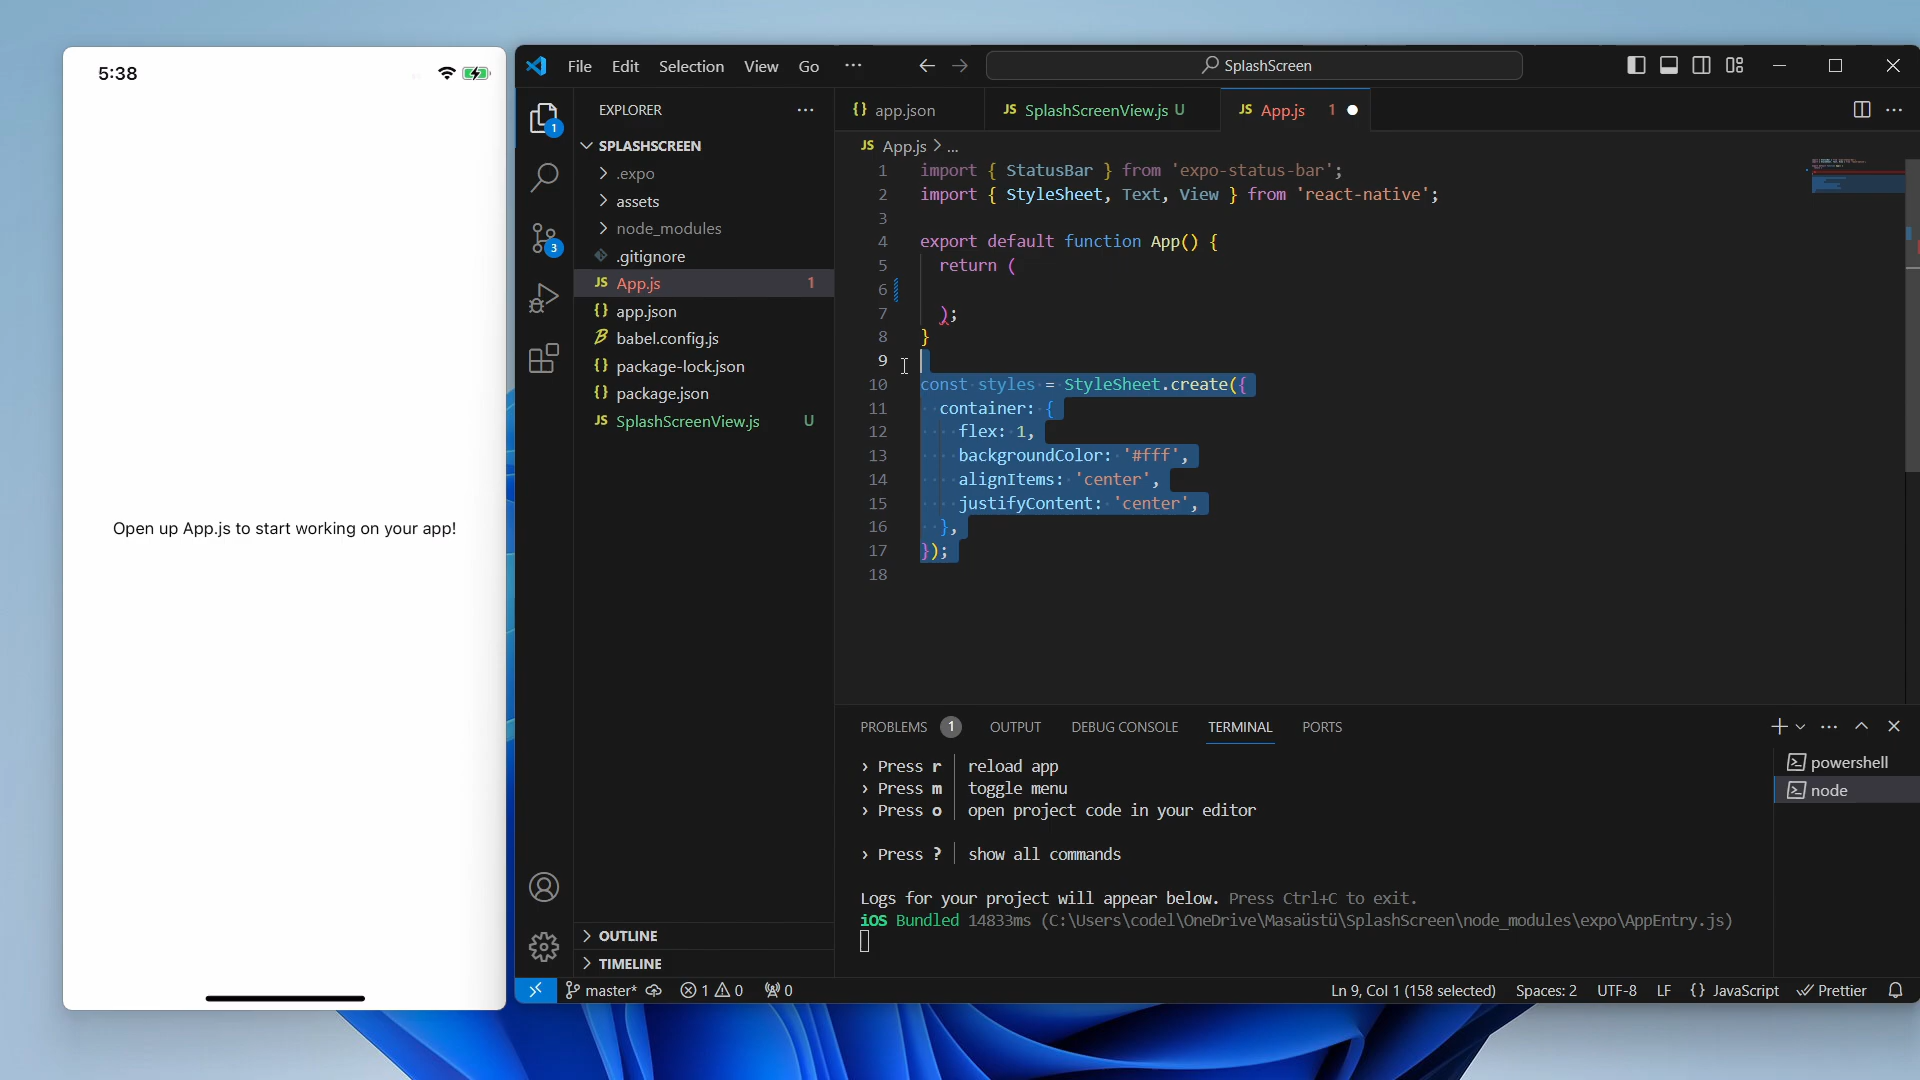 5:38
Open up App.js to start working on your app!
File Edit Selection View Go ···
SplashScreen
EXPLORER ···
SPLASHSCREEN
.expo
assets
node_modules
.gitignore
JS App.js 1
{} app.json
babel.config.js
{} package-lock.json
{} package.json
JS SplashScreenView.js U
OUTLINE
TIMELINE
1
3
{} app.json
JS SplashScreenView.js U
JS App.js 1
JS App.js > ...
1 import { StatusBar } from 'expo-status-bar';
2 import { StyleSheet, Text, View } from 'react-native';
3
4 export default function App() {
5 return (
6
7 );
8 }
9
10 const styles = StyleSheet.create({
11 container: {
12 flex: 1,
13 backgroundColor: '#fff',
14 alignItems: 'center',
15 justifyContent: 'center',
16 },
17 });
18
PROBLEMS 1 OUTPUT DEBUG CONSOLE TERMINAL PORTS
› Press r │ reload app
› Press m │ toggle menu
› Press o │ open project code in your editor
› Press ? │ show all commands
Logs for your project will appear below. Press Ctrl+C to exit.
iOS Bundled 14833ms (C:\Users\codel\OneDrive\Masaüstü\SplashScreen\node_modules\expo\AppEntry.js)
powershell
node
master* 1 0 0
Ln 9, Col 1 (158 selected) Spaces: 2 UTF-8 LF {} JavaScript Prettier